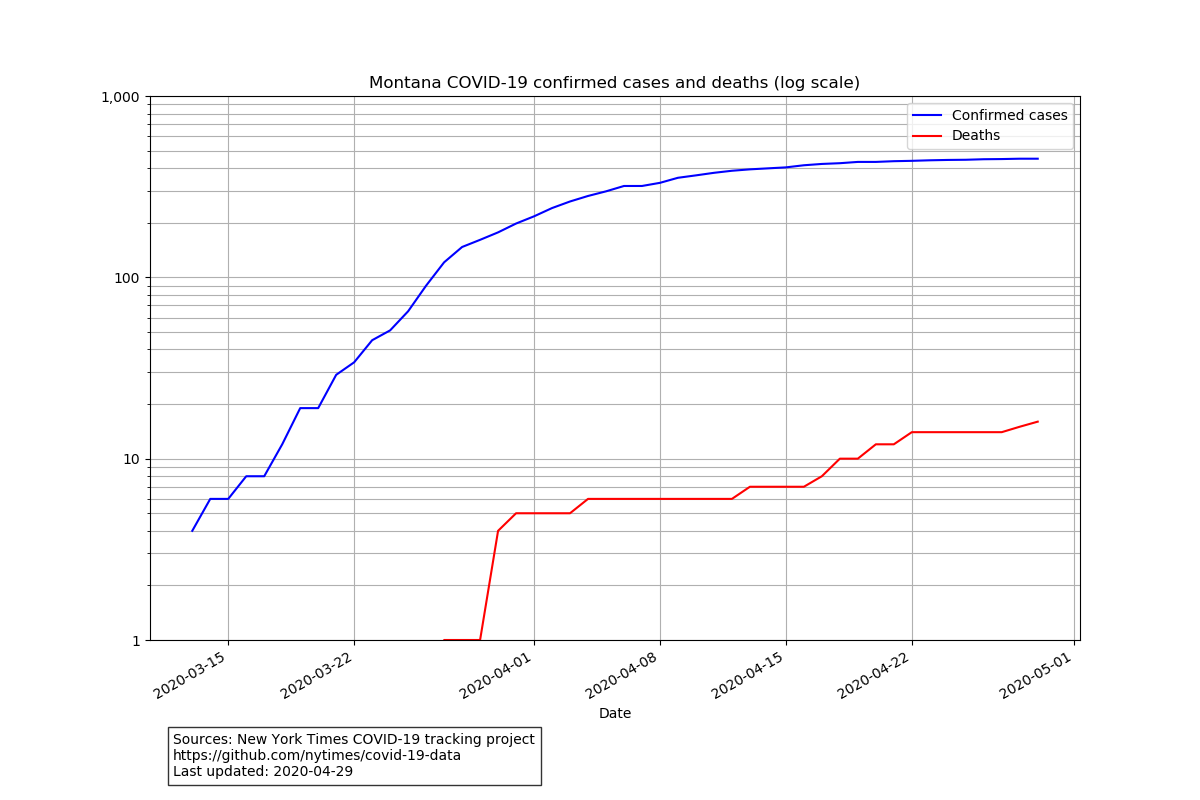 Montana COVID-19 confirmed cases and deaths (log scale)
1,000
100
10
1
Confirmed cases
Deaths
2020-03-15
2020-03-22
2020-04-01
2020-04-08
2020-04-15
2020-04-22
2020-05-01
Date
Sources: New York Times COVID-19 tracking project
https://github.com/nytimes/covid-19-data
Last updated: 2020-04-29